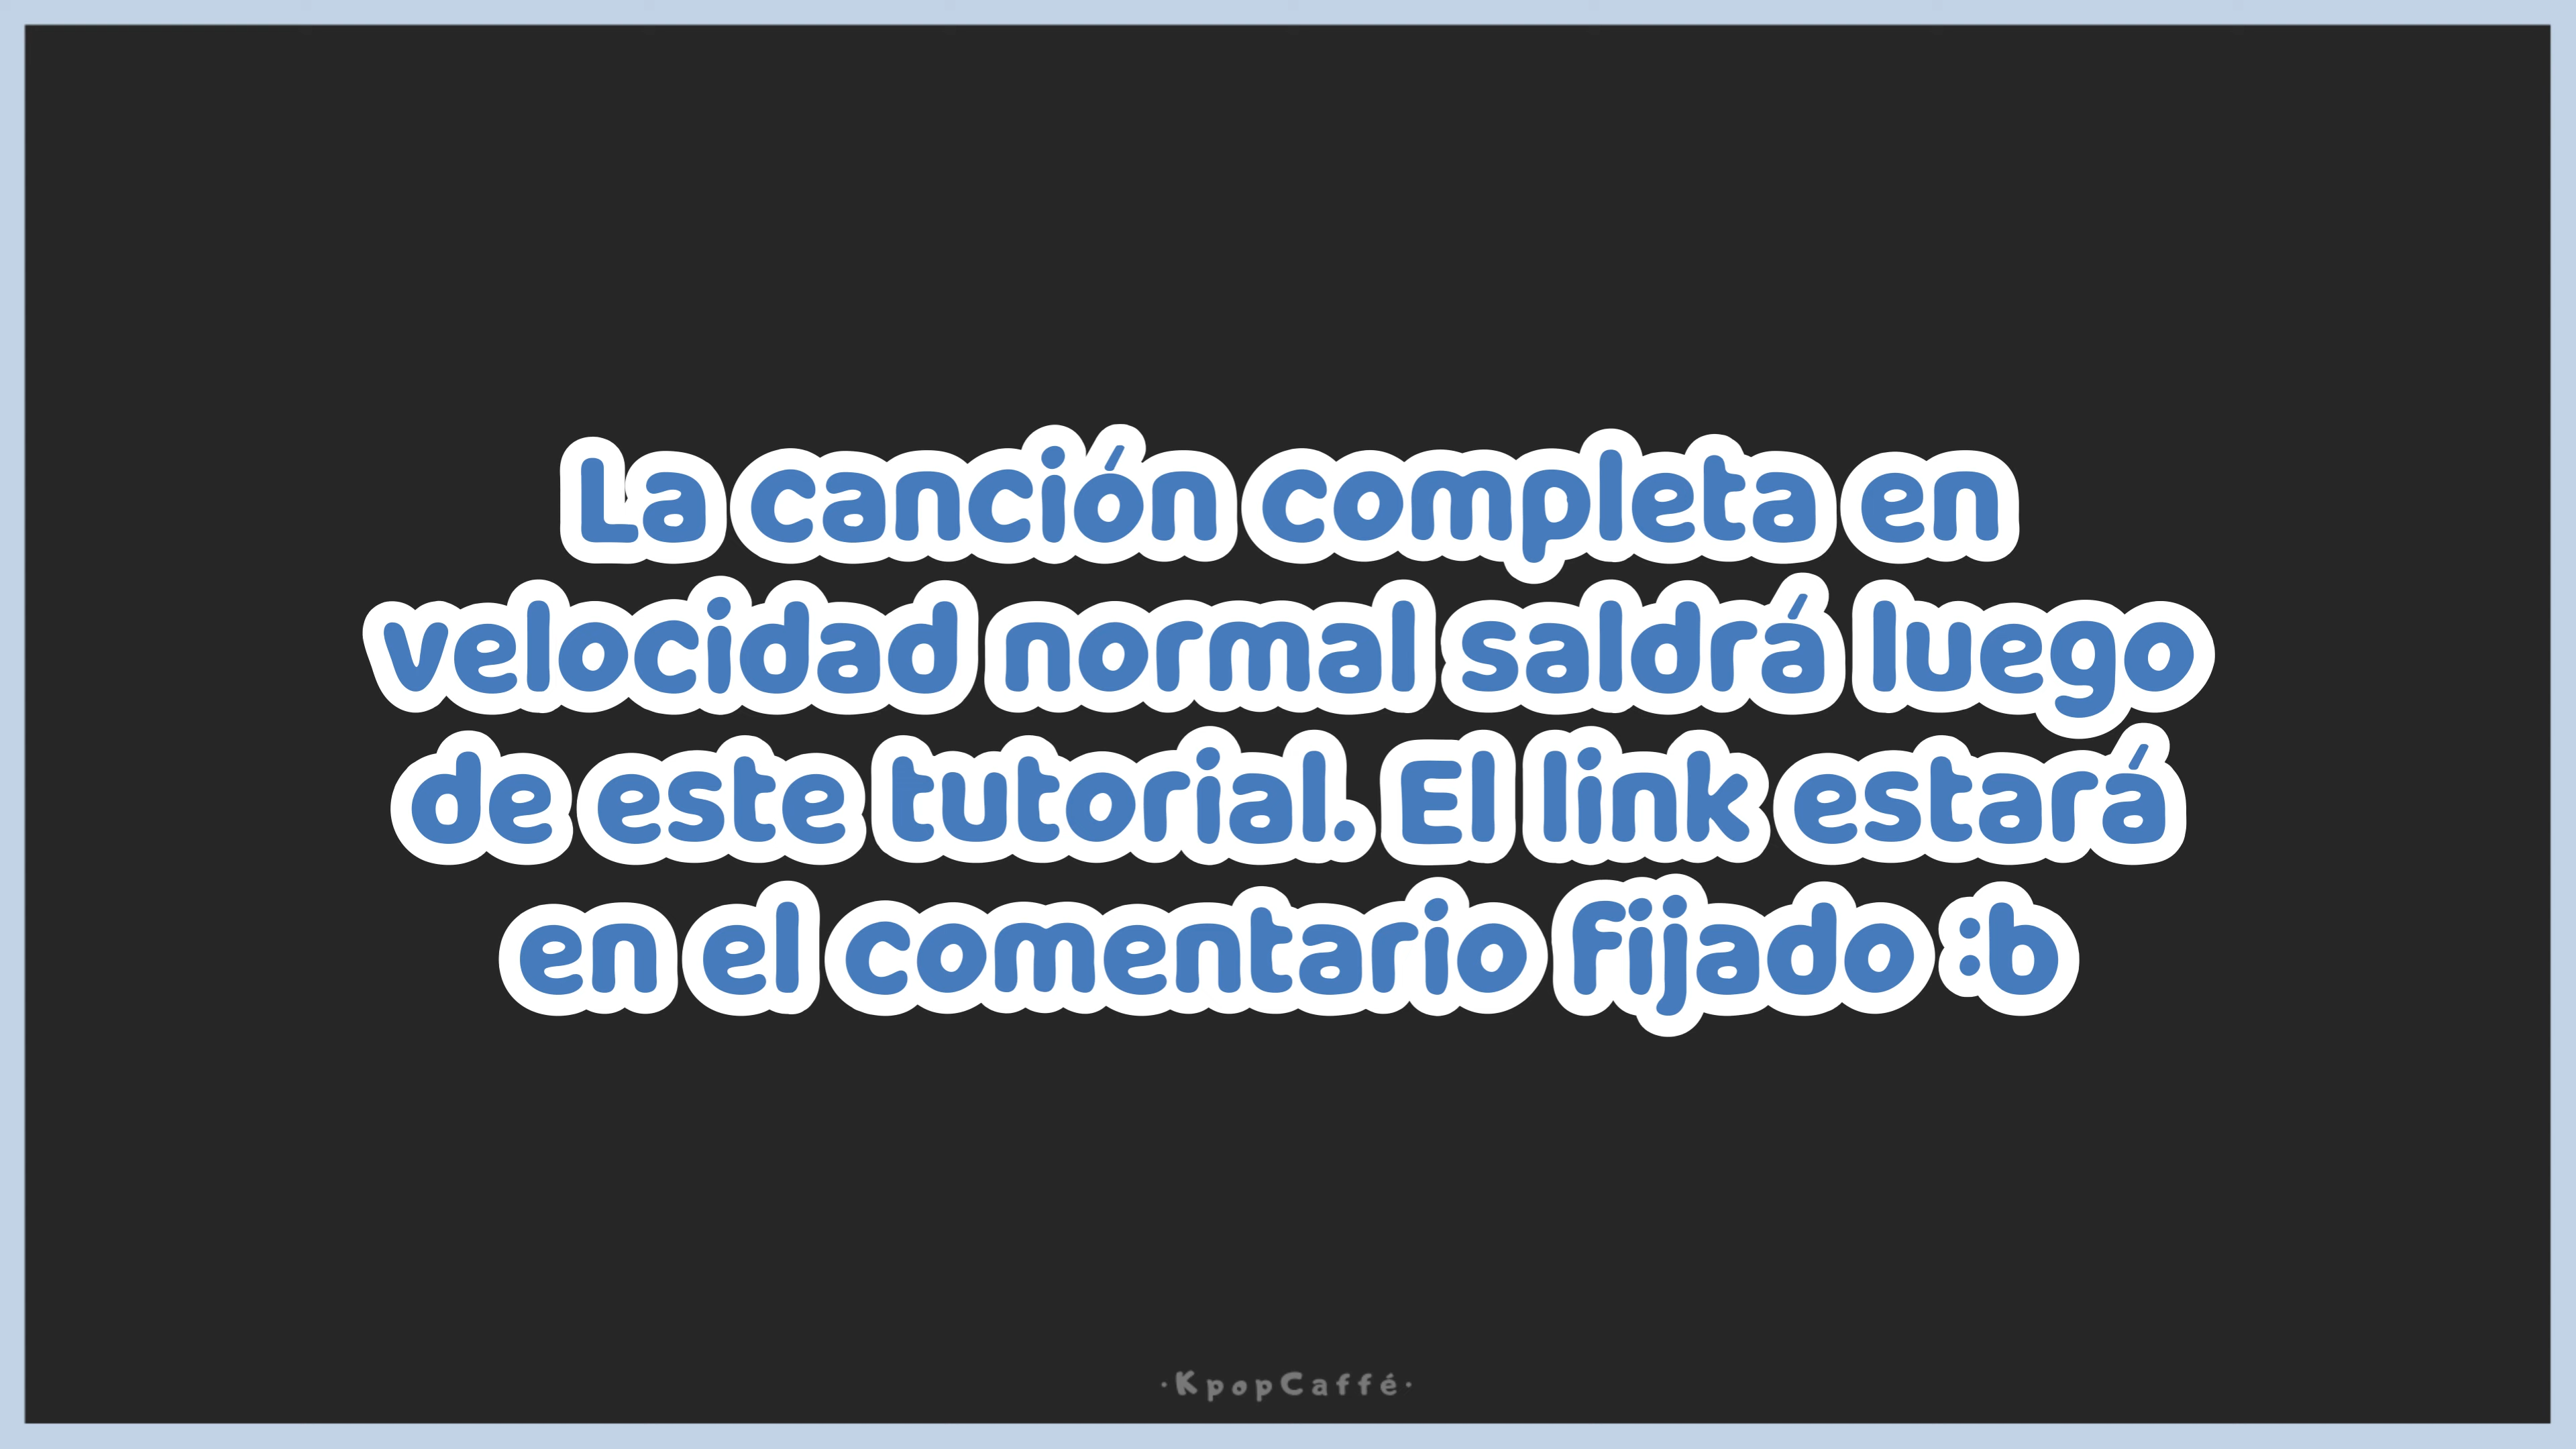 La canción completa en
velocidad normal saldrá luego
de este tutorial. El link estará
en el comentario fijado :b
·KpopCaffé·